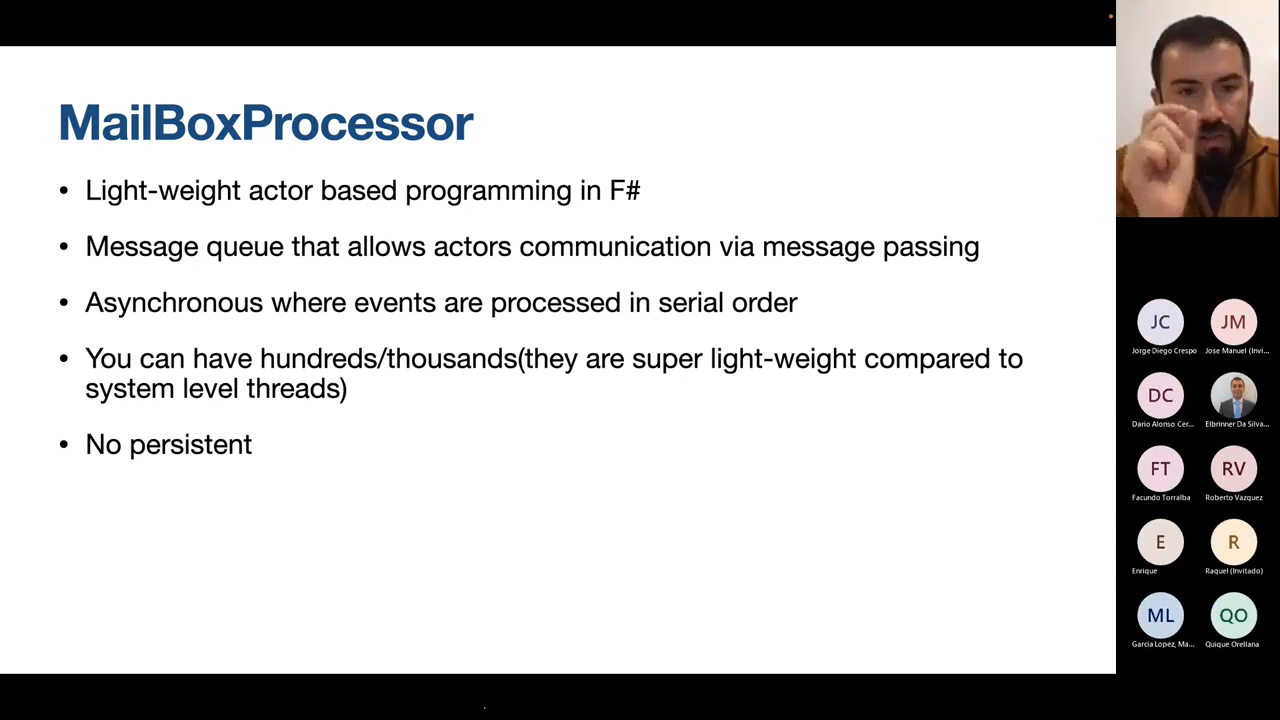 MailBoxProcessor
• Light-weight actor based programming in F#
• Message queue that allows actors communication via message passing
• Asynchronous where events are processed in serial order
• You can have hundreds/thousands(they are super light-weight compared to
system level threads)
• No persistent
JC
JM
Jorge Diego Crespo
Jose Manuel (Invi...
DC
Dario Alonso Cer...
Elbrinner Da Silva...
FT
RV
Facundo Torralba
Roberto Vazquez
E
R
Enrique
Raquel (Invitado)
ML
QO
Garcia Lopez, Ma...
Quique Orellana